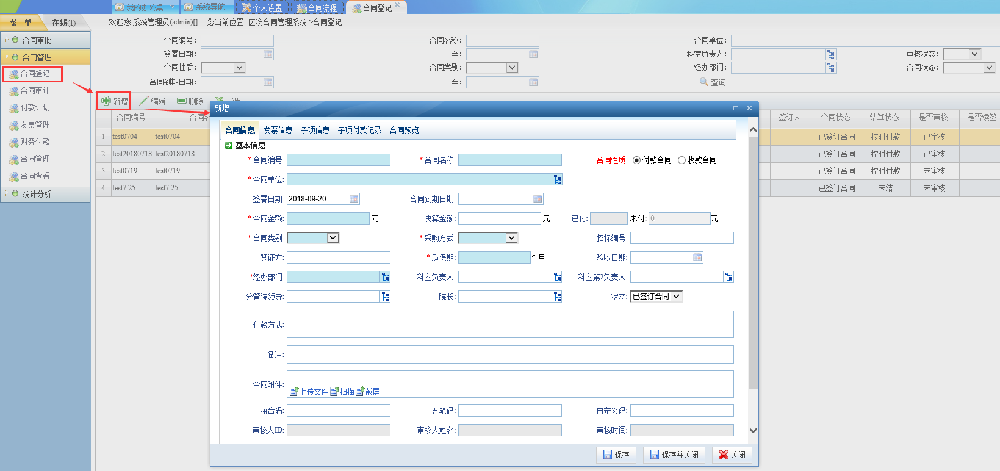 我的办公桌 系统导航 个人设置 合同流程 合同登记
菜 单 在线(1) 欢迎您:系统管理员(admin)[] 您当前位置: 医院合同管理系统->合同登记
合同审批
合同管理
合同登记
合同审计
付款计划
发票管理
财务付款
合同管理
合同查看
统计分析
合同编号: 合同名称: 合同单位:
签署日期: 至: 科室负责人: 审核状态:
合同性质: 合同类别: 经办部门: 合同状态:
合同到期日期: 至: 查询
新增 编辑 删除 导出
合同编号 合同名 签订人 合同状态 结算状态 是否审核 是否续签
1 test0704 test0704 已签订合同 按时付款 已审核
2 test20180718 test20180718 已签订合同 按时付款 已审核
3 test0719 test0719 已签订合同 按时付款 未审核
4 test7.25 test7.25 已签订合同 未结 未审核
新增
合同信息 发票信息 子项信息 子项付款记录 合同预览
基本信息
*合同编号: *合同名称: 合同性质: 付款合同 收款合同
*合同单位:
签署日期: 2018-09-20 合同到期日期:
*合同金额: 元 决算金额: 元 已付: 未付: 0 元
*合同类别: *采购方式: 招标编号:
鉴证方: *质保期: 个月 验收日期:
*经办部门: 科室负责人: 科室第2负责人:
分管院领导: 院长: 状态: 已签订合同
付款方式:
备注:
合同附件: 上传文件 扫描 截屏
拼音码: 五笔码: 自定义码:
审核人ID: 审核人姓名: 审核时间:
保存 保存并关闭 关闭